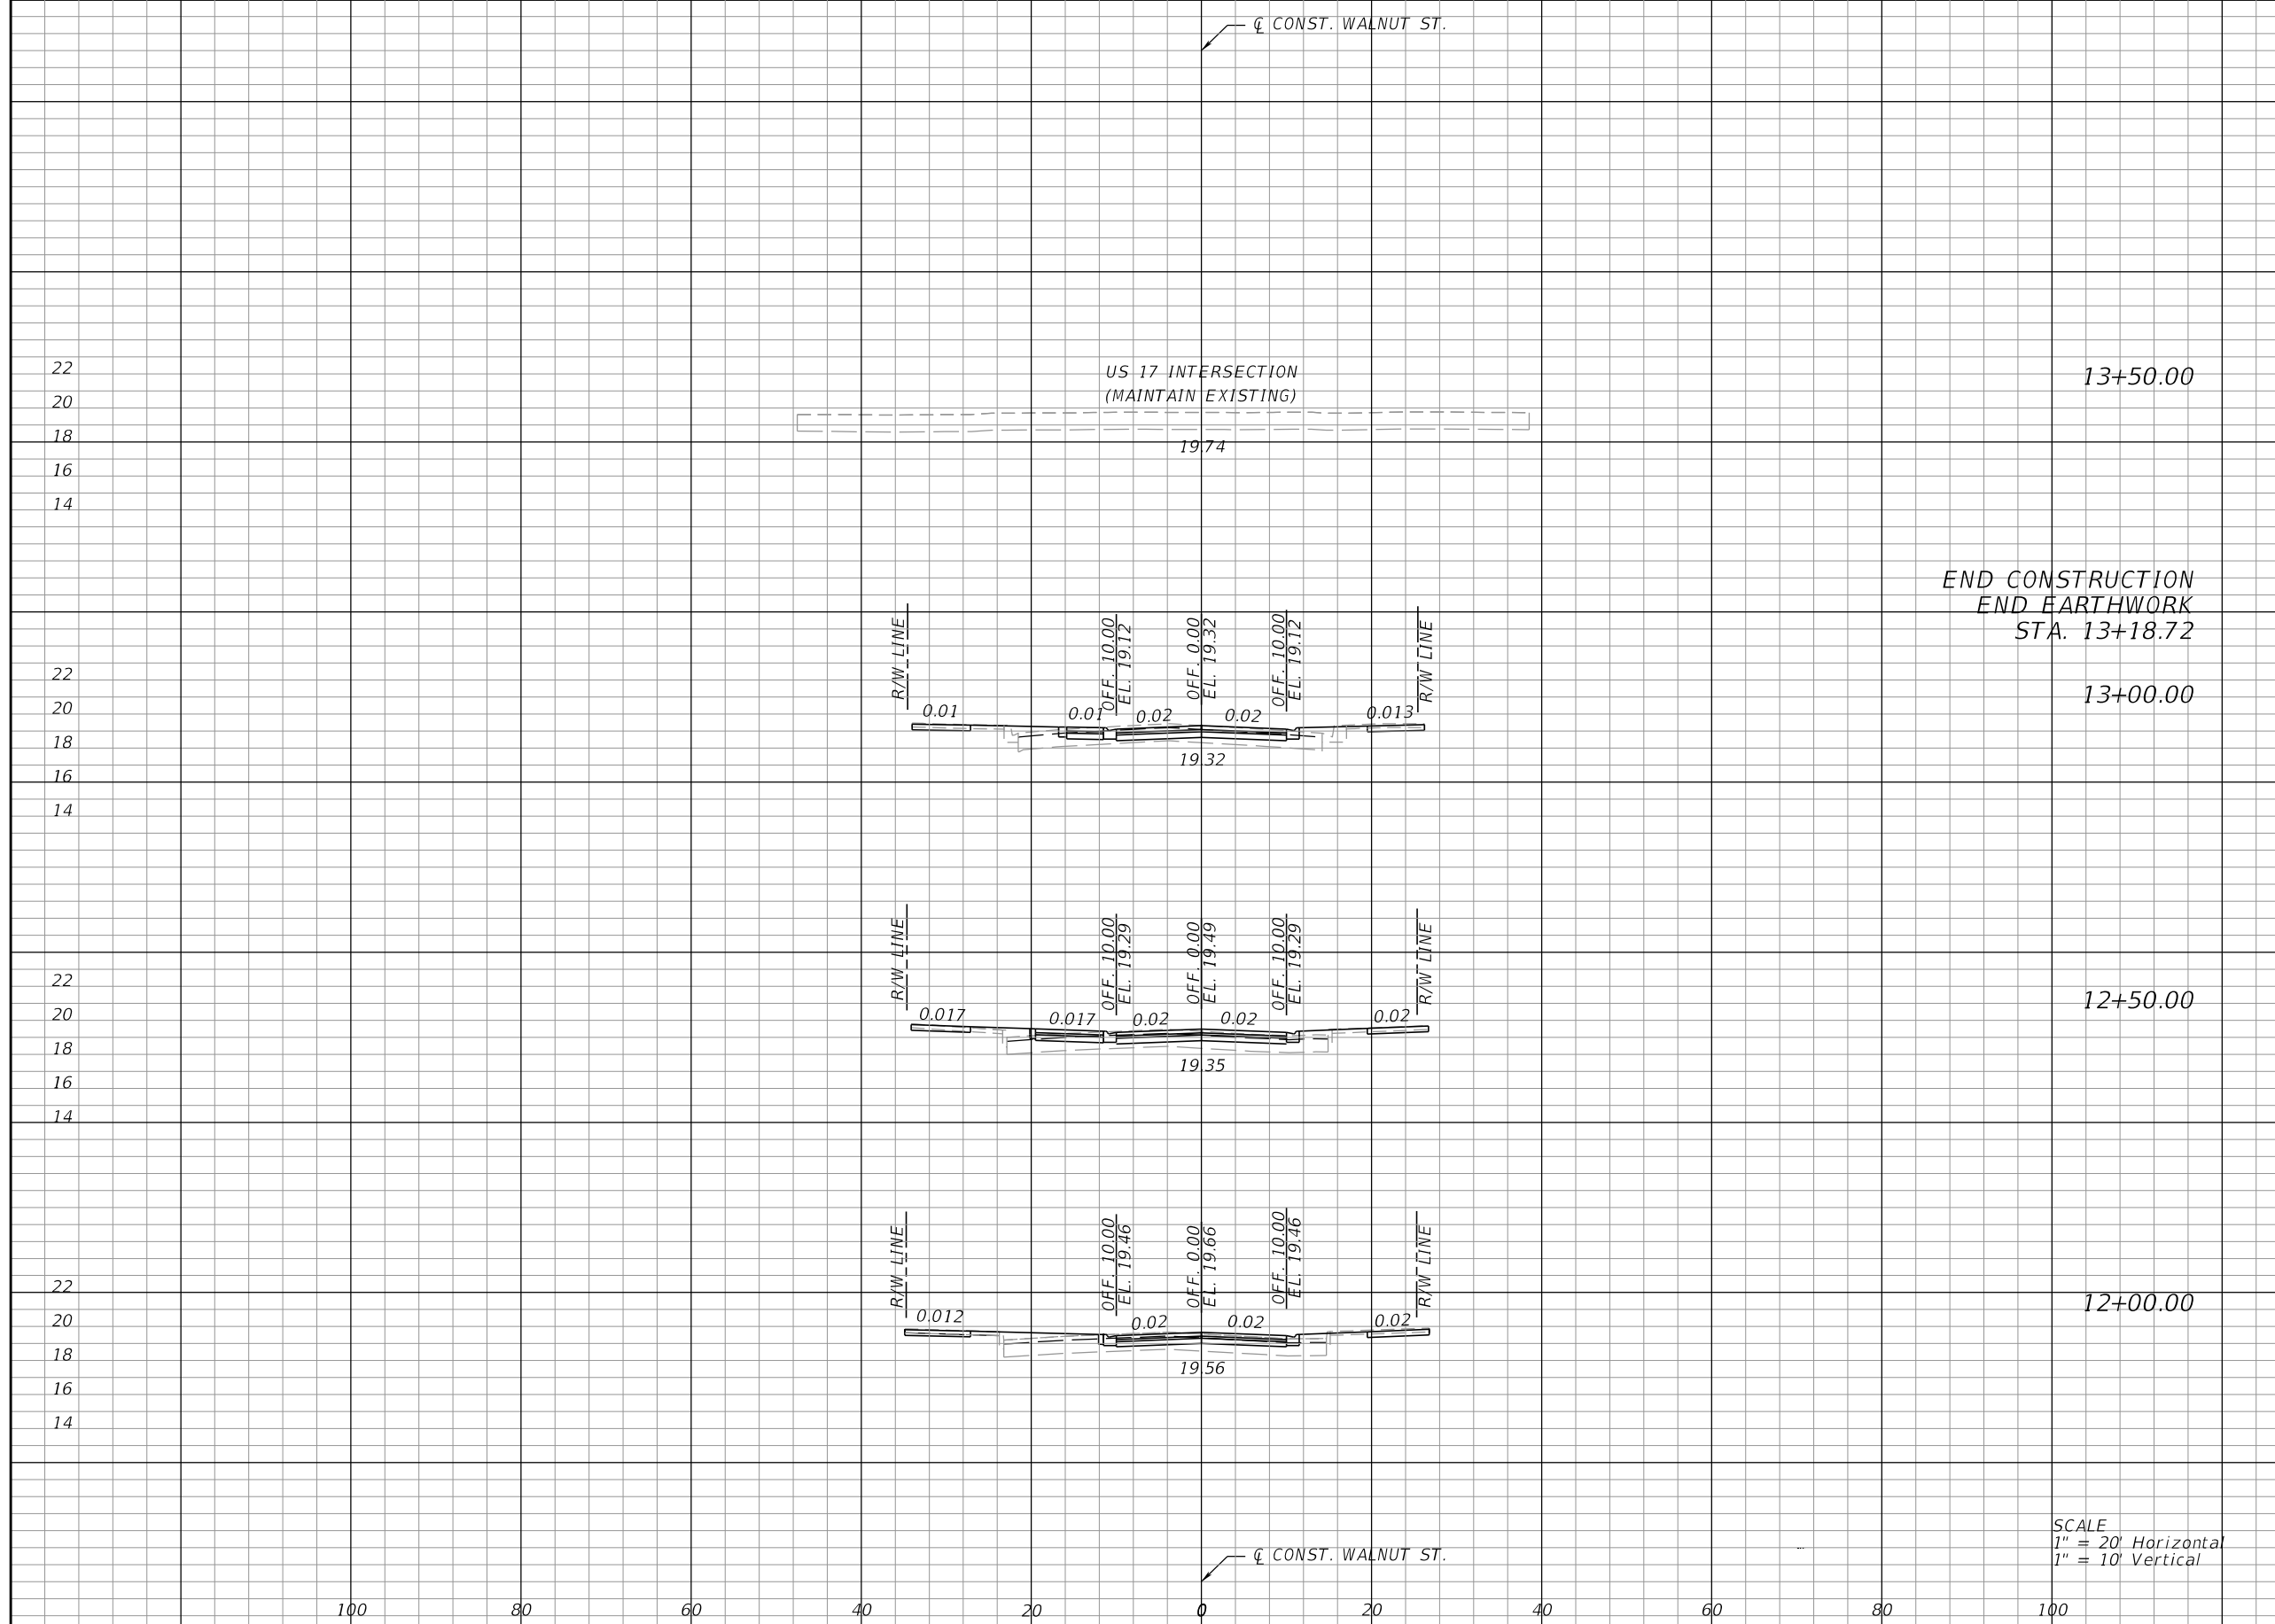 ℄ CONST. WALNUT ST.
22
20
18
16
14
US 17 INTERSECTION
(MAINTAIN EXISTING)
19.74
13+50.00
END CONSTRUCTION
END EARTHWORK
STA. 13+18.72
22
20
18
16
14
R/W LINE
OFF. 10.00
EL. 19.12
OFF. 0.00
EL. 19.32
OFF. 10.00
EL. 19.12
R/W LINE
0.01
0.01
0.02
0.02
0.013
19.32
13+00.00
22
20
18
16
14
R/W LINE
OFF. 10.00
EL. 19.29
OFF. 0.00
EL. 19.49
OFF. 10.00
EL. 19.29
R/W LINE
0.017
0.017
0.02
0.02
0.02
19.35
12+50.00
22
20
18
16
14
R/W LINE
OFF. 10.00
EL. 19.46
OFF. 0.00
EL. 19.66
OFF. 10.00
EL. 19.46
R/W LINE
0.012
0.02
0.02
0.02
19.56
12+00.00
SCALE
1" = 20' Horizontal
1" = 10' Vertical
℄ CONST. WALNUT ST.
100 80 60 40 20 0 20 40 60 80 100